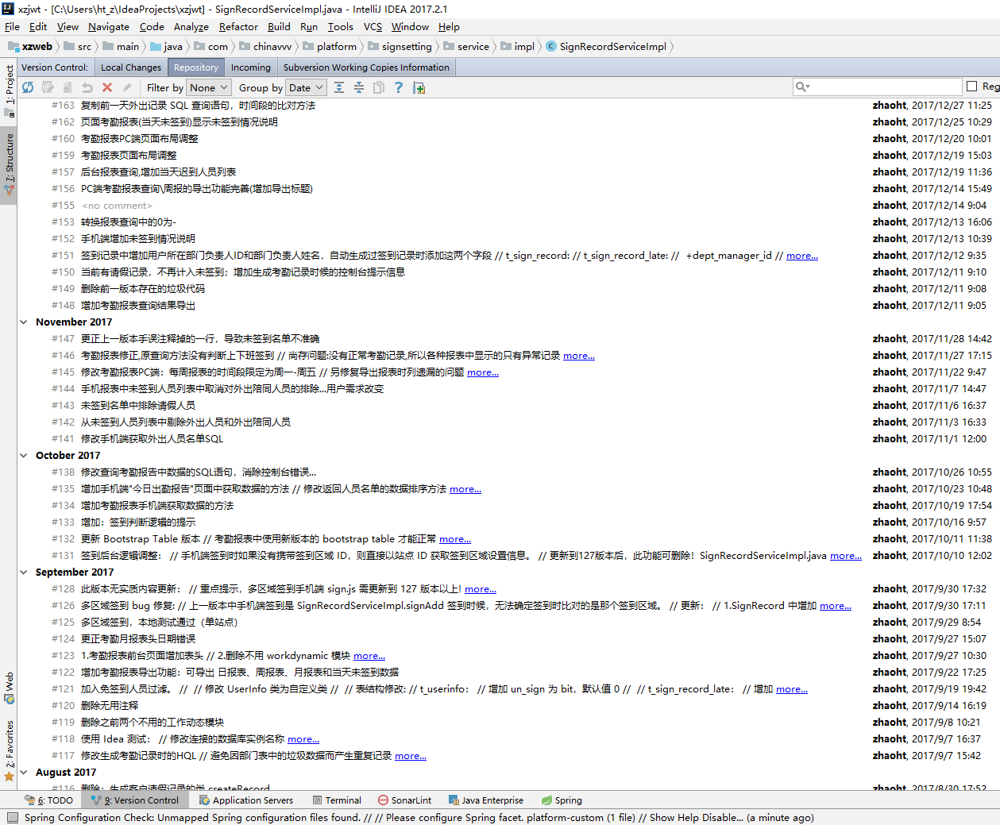 xzjwt - [C:\Users\ht_z\IdeaProjects\xzjwt] - SignRecordServiceImpl.java - IntelliJ IDEA 2017.2.1
File Edit View Navigate Code Analyze Refactor Build Run Tools VCS Window Help
xzweb src main java com chinavvv platform signsetting service impl SignRecordServiceImpl
Version Control: Local Changes Repository Incoming Subversion Working Copies Information
Filter by None Group by Date Reg
1: Project
7: Structure
Web
2: Favorites
#163 复制前一天外出记录 SQL 查询语句，时间段的比对方法 zhaoht, 2017/12/27 11:25
#162 页面考勤报表(当天未签到)显示未签到情况说明 zhaoht, 2017/12/25 10:29
#160 考勤报表PC端页面布局调整 zhaoht, 2017/12/20 10:01
#159 考勤报表页面布局调整 zhaoht, 2017/12/19 15:03
#157 后台报表查询,增加当天迟到人员列表 zhaoht, 2017/12/19 11:36
#156 PC端考勤报表查询\周报的导出功能完善(增加导出标题) zhaoht, 2017/12/14 15:49
#155 <no comment> zhaoht, 2017/12/14 9:04
#153 转换报表查询中的0为- zhaoht, 2017/12/13 16:06
#152 手机端增加未签到情况说明 zhaoht, 2017/12/13 10:39
#151 签到记录中增加用户所在部门负责人ID和部门负责人姓名，自动生成过签到记录时添加这两个字段 // t_sign_record: // t_sign_record_late: // +dept_manager_id // more... zhaoht, 2017/12/12 9:35
#150 当前有请假记录，不再计入未签到；增加生成考勤记录时候的控制台提示信息 zhaoht, 2017/12/11 9:10
#149 删除前一版本存在的垃圾代码 zhaoht, 2017/12/11 9:08
#148 增加考勤报表查询结果导出 zhaoht, 2017/12/11 9:05
November 2017
#147 更正上一版本手误注释掉的一行，导致未签到名单不准确 zhaoht, 2017/11/28 14:42
#146 考勤报表修正,原查询方法没有判断上下班签到 // 尚存问题:没有正常考勤记录,所以各种报表中显示的只有异常记录 more... zhaoht, 2017/11/27 17:15
#145 修改考勤报表PC端：每周报表的时间段限定为周一-周五 // 另修复导出报表时列遗漏的问题 more... zhaoht, 2017/11/22 9:47
#144 手机报表中未签到人员列表中取消对外出陪同人员的排除...用户需求改变 zhaoht, 2017/11/7 14:47
#143 未签到名单中排除请假人员 zhaoht, 2017/11/6 16:37
#142 从未签到人员列表中剔除外出人员和外出陪同人员 zhaoht, 2017/11/3 16:33
#141 修改手机端获取外出人员名单SQL zhaoht, 2017/11/1 12:00
October 2017
#138 修改查询考勤报告中数据的SQL语句，消除控制台错误... zhaoht, 2017/10/26 10:55
#135 增加手机端"今日出勤报告"页面中获取数据的方法 // 修改返回人员名单的数据排序方法 more... zhaoht, 2017/10/23 10:48
#134 增加考勤报表手机端获取数据的方法 zhaoht, 2017/10/19 17:54
#133 增加：签到判断逻辑的提示 zhaoht, 2017/10/16 9:57
#132 更新 Bootstrap Table 版本 // 考勤报表中使用新版本的 bootstrap table 才能正常 more... zhaoht, 2017/10/11 11:38
#131 签到后台逻辑调整： // 手机端签到时如果没有携带签到区域 ID，则直接以站点 ID 获取签到区域设置信息。 // 更新到127版本后，此功能可删除！SignRecordServiceImpl.java more... zhaoht, 2017/10/10 12:02
September 2017
#128 此版本无实质内容更新： // 重点提示，多区域签到手机端 sign.js 需更新到 127 版本以上! more... zhaoht, 2017/9/30 17:32
#126 多区域签到 bug 修复: // 上一版本中手机端签到是 SignRecordServiceImpl.signAdd 签到时候，无法确定签到时比对的是那个签到区域。 // 更新： // 1.SignRecord 中增加 more... zhaoht, 2017/9/30 17:11
#125 多区域签到，本地测试通过（单站点） zhaoht, 2017/9/29 8:54
#124 更正考勤月报表头日期错误 zhaoht, 2017/9/27 15:07
#123 1.考勤报表前台页面增加表头 // 2.删除不用 workdynamic 模块 more... zhaoht, 2017/9/27 10:30
#122 增加考勤报表导出功能：可导出 日报表、周报表、月报表和当天未签到数据 zhaoht, 2017/9/22 17:25
#121 加入免签到人员过滤。 // // 修改 UserInfo 类为自定义类 // // 表结构修改: // t_userinfo： // 增加 un_sign 为 bit，默认值 0 // // t_sign_record_late： // 增加 more... zhaoht, 2017/9/19 19:42
#120 删除无用注释 zhaoht, 2017/9/14 16:19
#119 删除之前两个不用的工作动态模块 zhaoht, 2017/9/8 10:21
#118 使用 Idea 测试： // 修改连接的数据库实例名称 more... zhaoht, 2017/9/7 16:37
#117 修改生成考勤记录时的HQL // 避免因部门表中的垃圾数据而产生重复记录 more... zhaoht, 2017/9/7 15:42
August 2017
#116 删除：生成客户请假记录的类 createRecord zhaoht, 2017/8/30 17:52
6: TODO 9: Version Control Application Servers Terminal SonarLint Java Enterprise Spring
Spring Configuration Check: Unmapped Spring configuration files found. // // Please configure Spring facet. platform-custom (1 file) // Show Help Disable... (a minute ago)